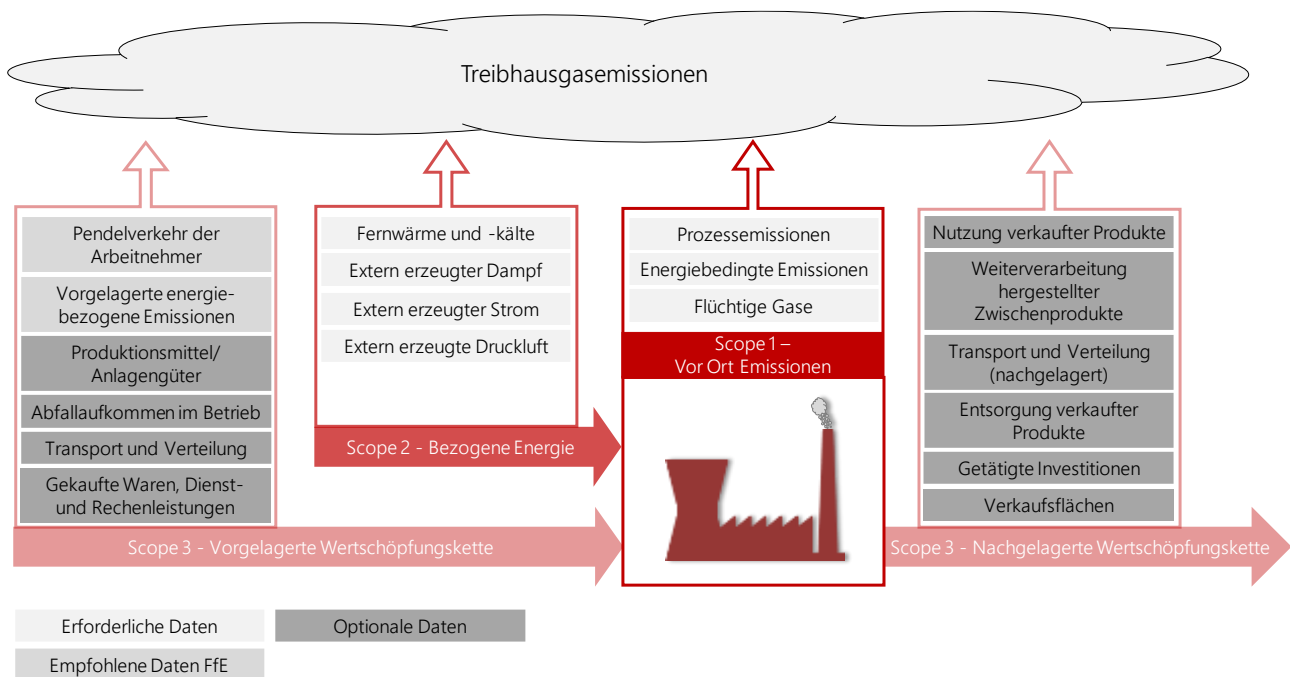 Treibhausgasemissionen
Pendelverkehr der
Arbeitnehmer
Vorgelagerte energie-
bezogene Emissionen
Produktionsmittel/
Anlagengüter
Abfallaufkommen im Betrieb
Transport und Verteilung
Gekaufte Waren, Dienst-
und Rechenleistungen
Scope 3 - Vorgelagerte Wertschöpfungskette
Fernwärme und -kälte
Extern erzeugter Dampf
Extern erzeugter Strom
Extern erzeugte Druckluft
Scope 2 - Bezogene Energie
Prozessemissionen
Energiebedingte Emissionen
Flüchtige Gase
Scope 1 –
Vor Ort Emissionen
Nutzung verkaufter Produkte
Weiterverarbeitung
hergestellter
Zwischenprodukte
Transport und Verteilung
(nachgelagert)
Entsorgung verkaufter
Produkte
Getätigte Investitionen
Verkaufsflächen
Scope 3 - Nachgelagerte Wertschöpfungskette
Erforderliche Daten
Optionale Daten
Empfohlene Daten FfE